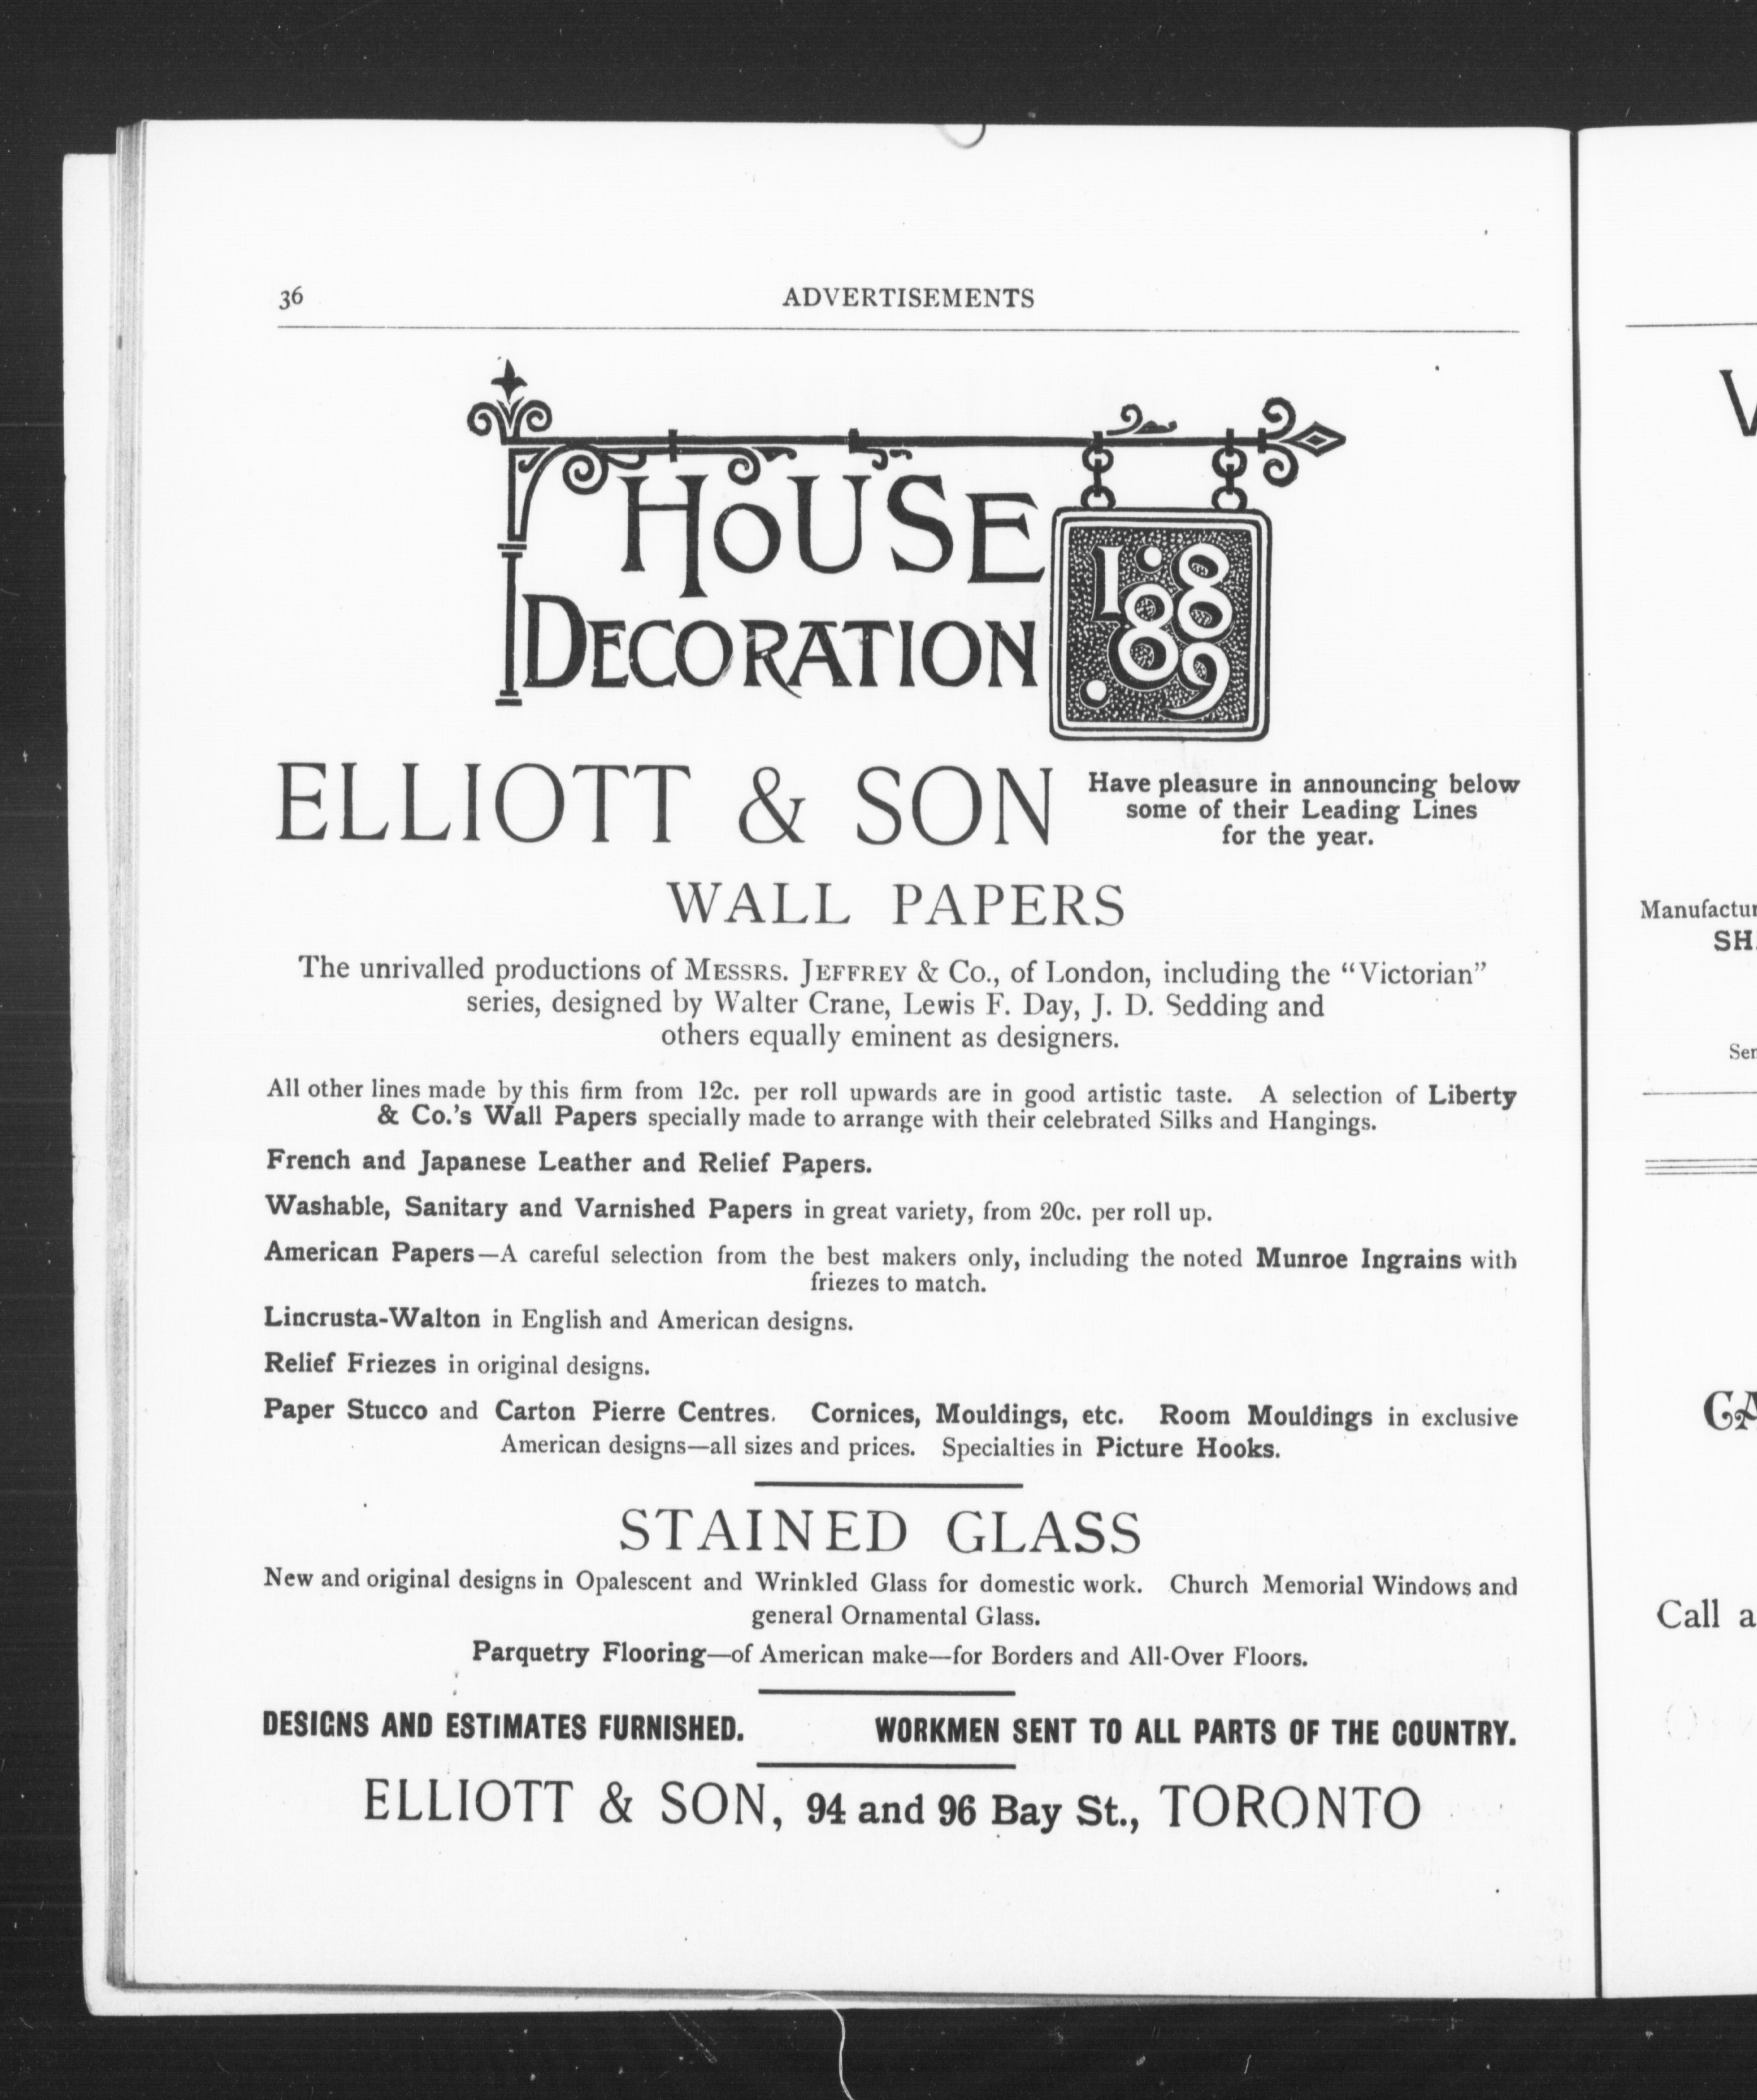 36
ADVERTISEMENTS
HOUSE
DECORATION
1889
ELLIOTT & SON
Have pleasure in announcing below
some of their Leading Lines
for the year.
WALL PAPERS
The unrivalled productions of MESSRS. JEFFREY & CO., of London, including the “Victorian”
series, designed by Walter Crane, Lewis F. Day, J. D. Sedding and
others equally eminent as designers.
All other lines made by this firm from 12c. per roll upwards are in good artistic taste. A selection of Liberty
& Co.’s Wall Papers specially made to arrange with their celebrated Silks and Hangings.
French and Japanese Leather and Relief Papers.
Washable, Sanitary and Varnished Papers in great variety, from 20c. per roll up.
American Papers—A careful selection from the best makers only, including the noted Munroe Ingrains with
friezes to match.
Lincrusta-Walton in English and American designs.
Relief Friezes in original designs.
Paper Stucco and Carton Pierre Centres. Cornices, Mouldings, etc. Room Mouldings in exclusive
American designs—all sizes and prices. Specialties in Picture Hooks.
STAINED GLASS
New and original designs in Opalescent and Wrinkled Glass for domestic work. Church Memorial Windows and
general Ornamental Glass.
Parquetry Flooring—of American make—for Borders and All-Over Floors.
DESIGNS AND ESTIMATES FURNISHED. WORKMEN SENT TO ALL PARTS OF THE COUNTRY.
ELLIOTT & SON, 94 and 96 Bay St., TORONTO
Call